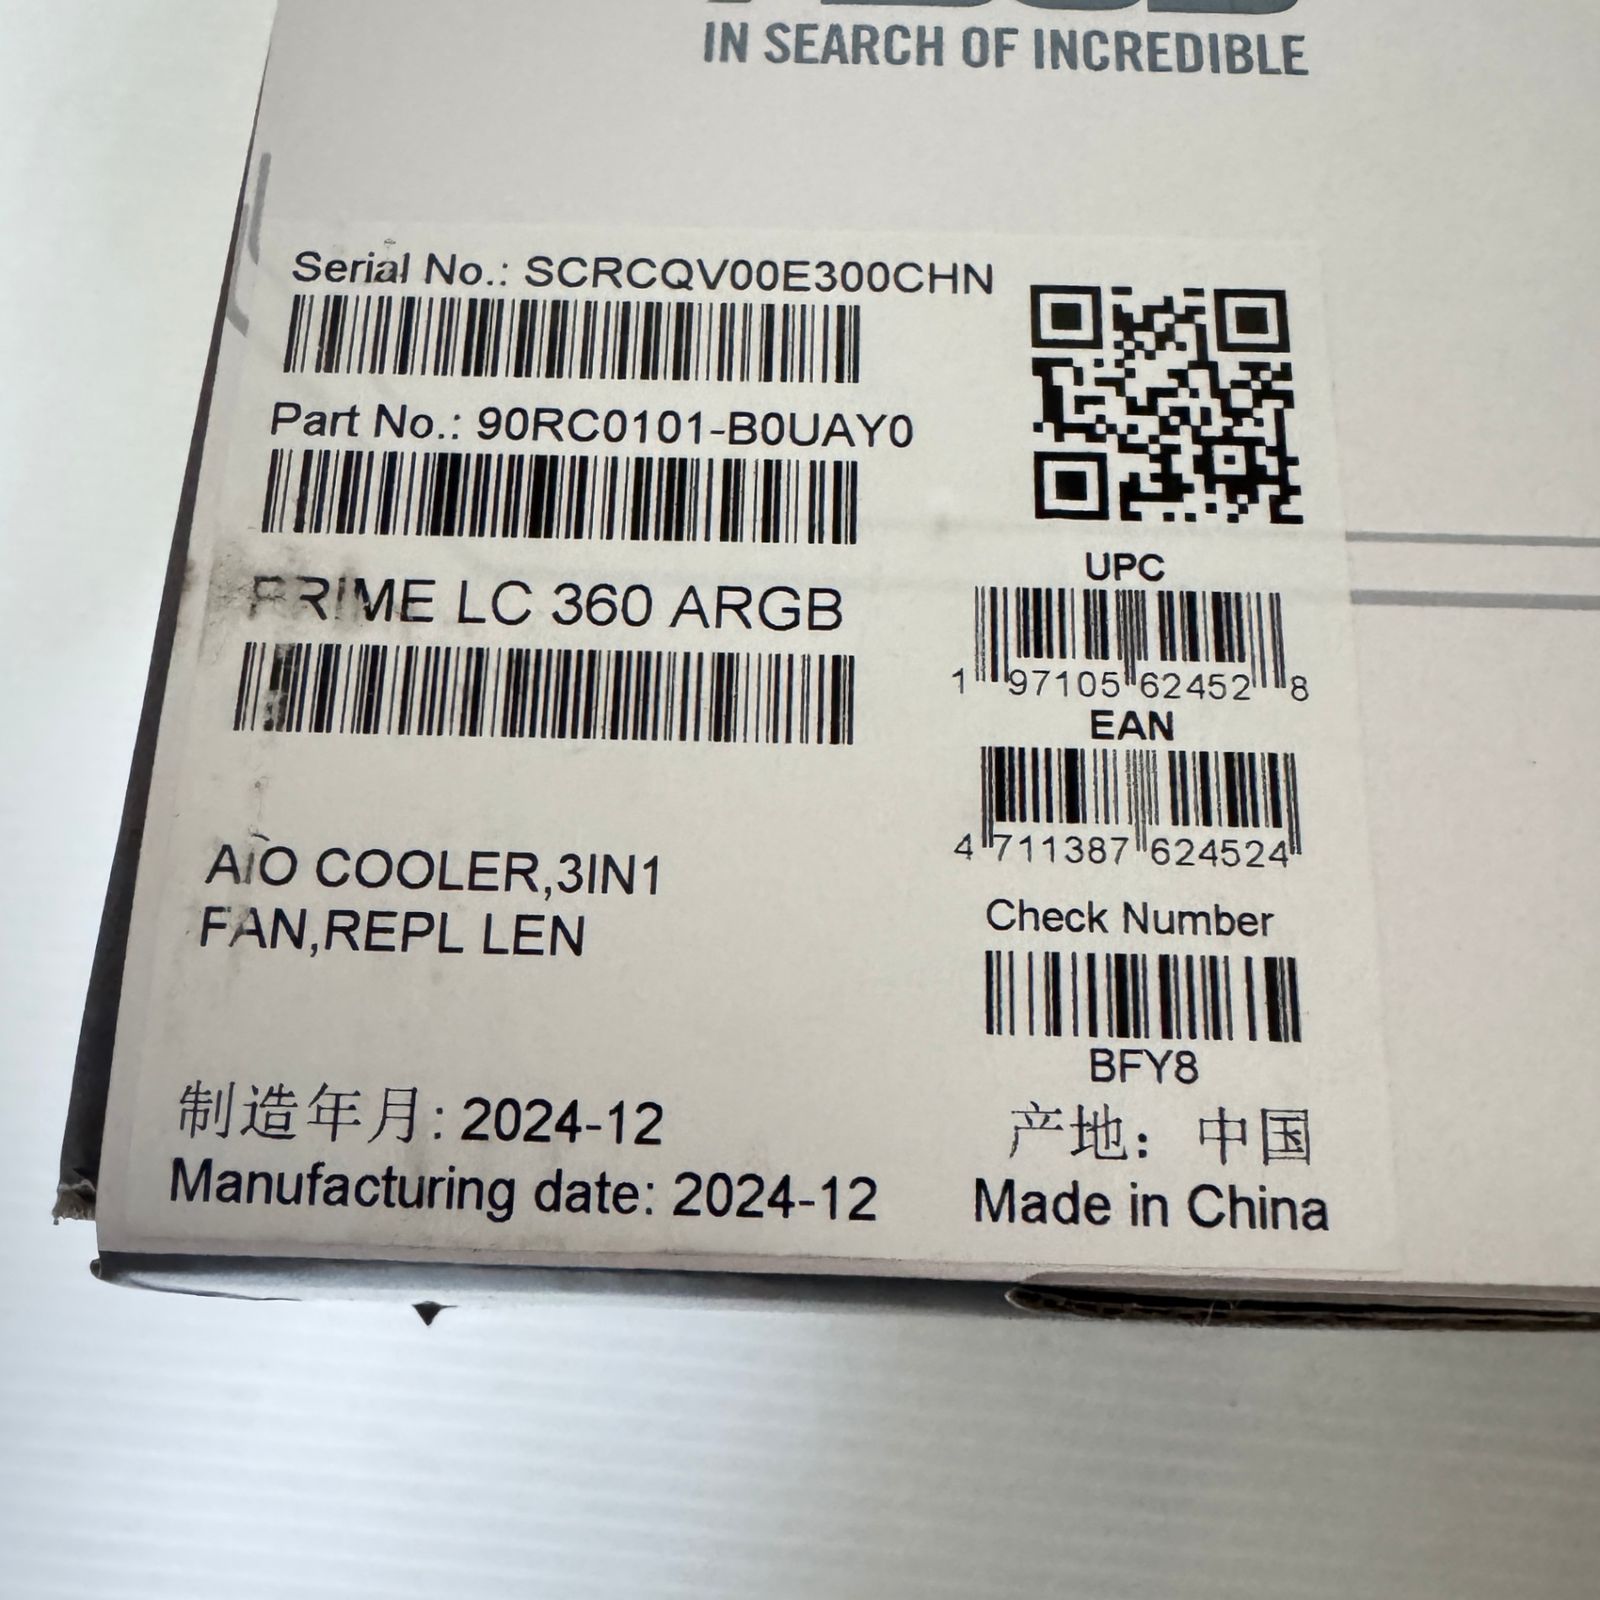 IN SEARCH OF INCREDIBLE
Serial No.: SCRCQV00E300CHN
Part No.: 90RC0101-B0UAY0
PRIME LC 360 ARGB
UPC
1 97105 62452 8
EAN
4 711387 624524
AIO COOLER,3IN1
FAN,REPL LEN
Check Number
BFY8
制造年月: 2024-12
Manufacturing date: 2024-12
产地: 中国
Made in China